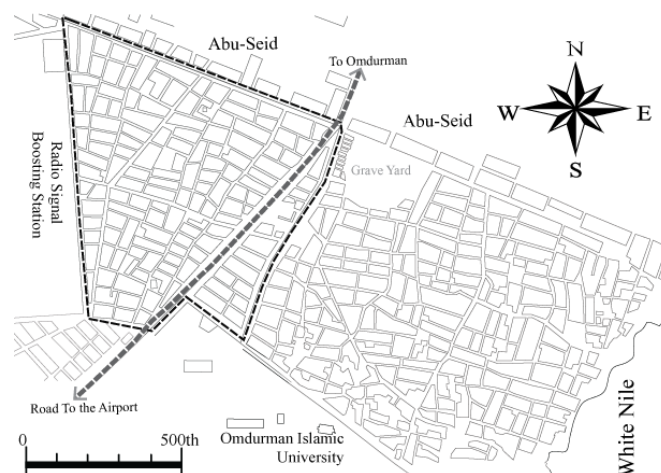 Abu-Seid
To Omdurman
N
W
E
S
Abu-Seid
Grave Yard
Radio Signal
Boosting Station
Road To the Airport
0
500th
Omdurman Islamic
University
White Nile